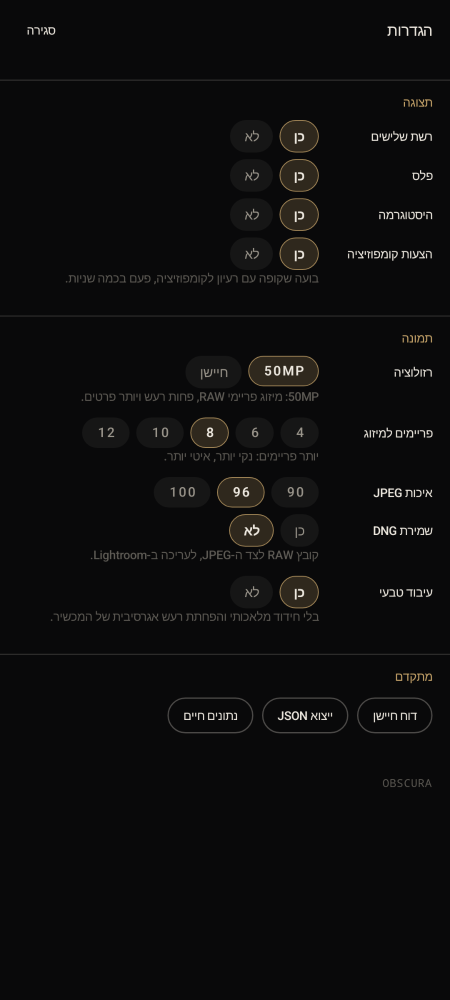 הגדרות סגירה
תצוגה
רשת שלישים כן לא
פלס כן לא
היסטוגרמה כן לא
הצעות קומפוזיציה כן לא
בועה שקופה עם רעיון לקומפוזיציה, פעם בכמה שניות.
תמונה
רזולוציה 50MP חיישן
50MP: מיזוג פריימי RAW, פחות רעש ויותר פרטים.
פריימים למיזוג 4 6 8 10 12
יותר פריימים: נקי יותר, איטי יותר.
איכות JPEG 90 96 100
שמירת DNG כן לא
קובץ RAW לצד ה-JPEG, לעריכה ב-Lightroom.
עיבוד טבעי כן לא
בלי חידוד מלאכותי והפחתת רעש אגרסיבית של המכשיר.
מתקדם
דוח חיישן ייצוא JSON נתונים חיים
OBSCURA